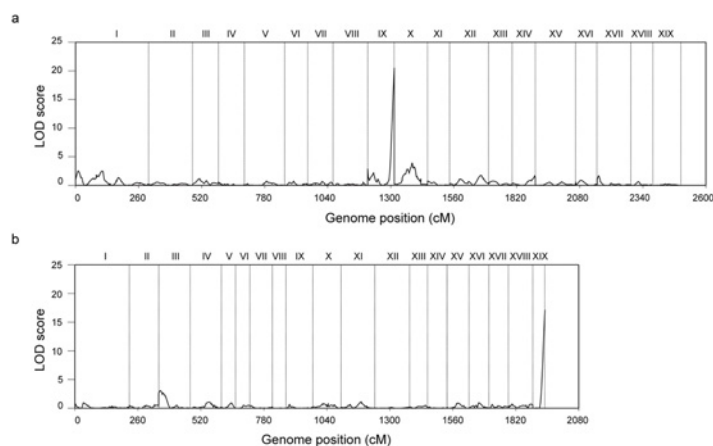 a
I II III IV V VI VII VIII IX X XI XII XIII XIV XV XVI XVII XVIII XIX
25
20
15
10
5
0
LOD score
0 260 520 780 1040 1300 1560 1820 2080 2340 2600
Genome position (cM)
b
I II III IV V VI VII VIII IX X XI XII XIII XIV XV XVI XVII XVIII XIX
25
20
15
10
5
0
LOD score
0 260 520 780 1040 1300 1560 1820 2080
Genome position (cM)